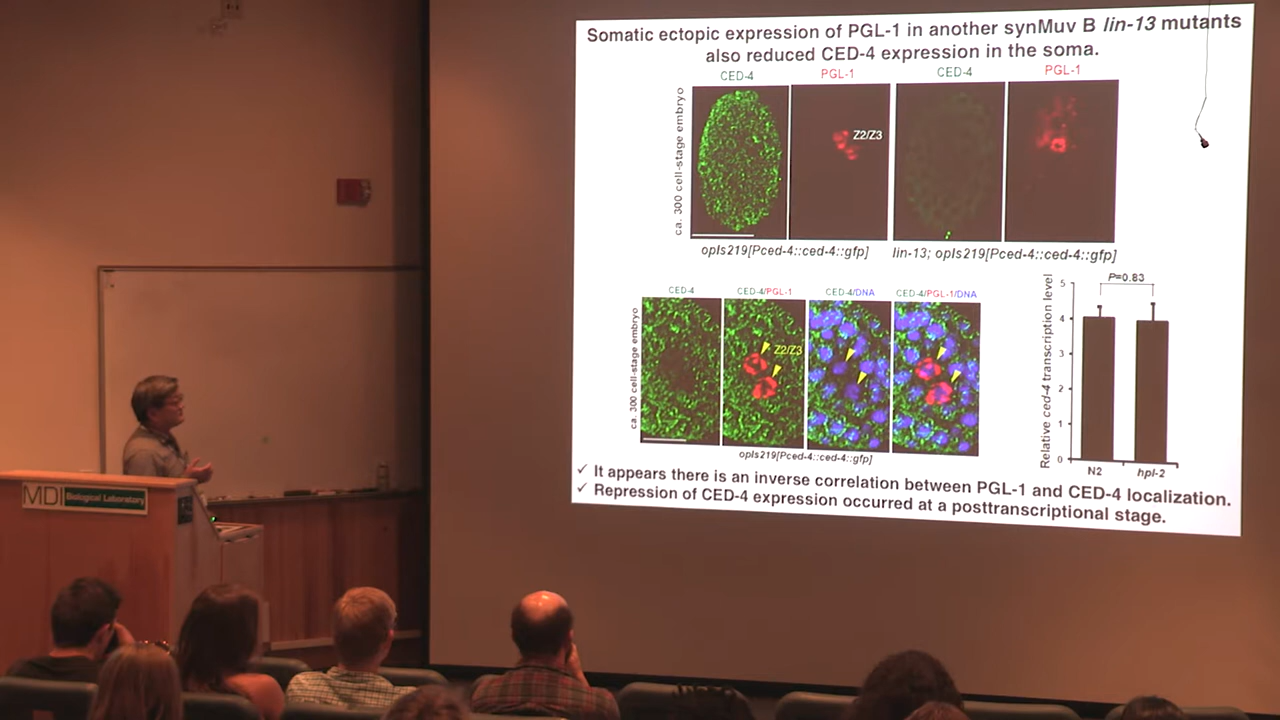 Somatic ectopic expression of PGL-1 in another synMuv B lin-13 mutants
also reduced CED-4 expression in the soma.
CED-4 PGL-1 CED-4 PGL-1
ca. 300 cell-stage embryo
Z2/Z3
opIs219[Pced-4::ced-4::gfp] lin-13; opIs219[Pced-4::ced-4::gfp]
CED-4 CED-4/PGL-1 CED-4/DNA CED-4/PGL-1/DNA
ca. 300 cell-stage embryo
Z2/Z3
opIs219[Pced-4::ced-4::gfp]
Relative ced-4 transcription level
P=0.83
5
4
3
2
1
0
N2 hpl-2
✓ It appears there is an inverse correlation between PGL-1 and CED-4 localization.
✓ Repression of CED-4 expression occurred at a posttranscriptional stage.
MDI Biological Laboratory